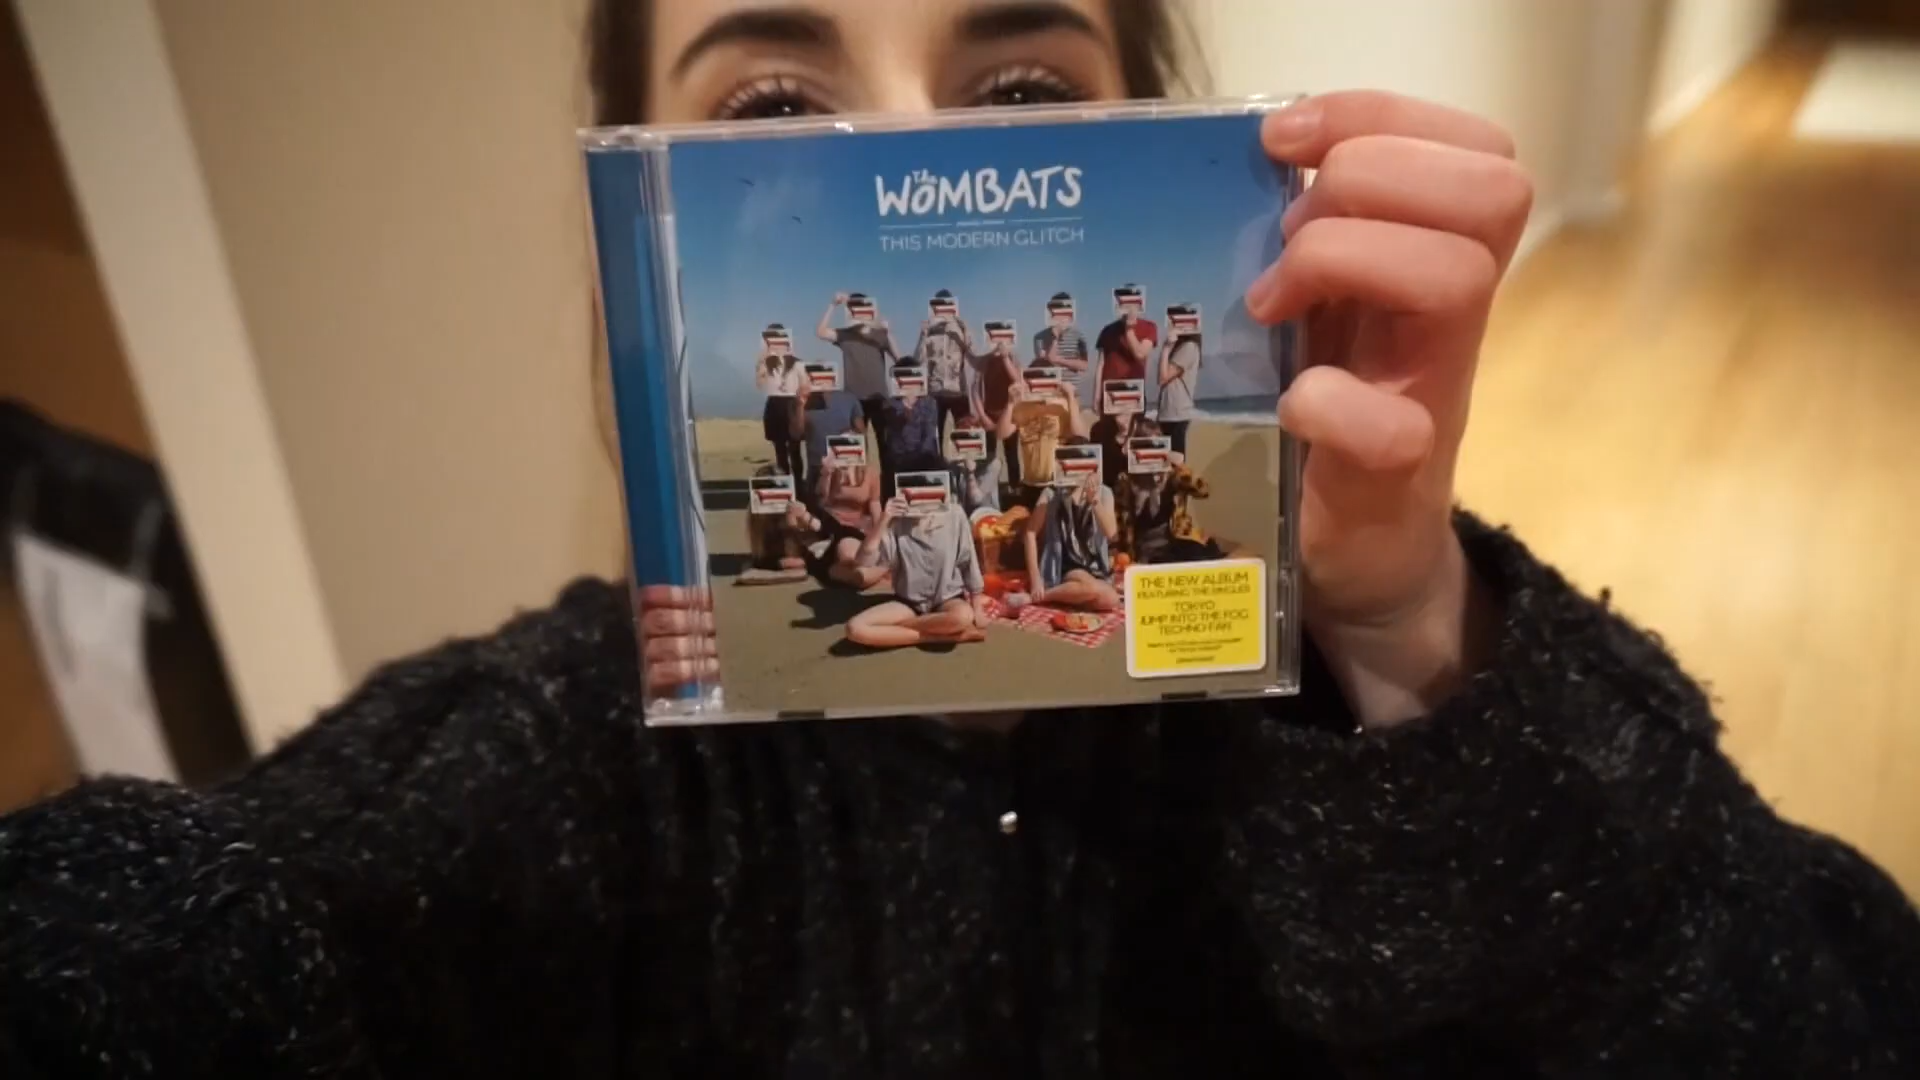 The
WOMBATS
THIS MODERN GLITCH
THE NEW ALBUM
FEATURING THE SINGLES
TOKYO
JUMP INTO THE FOG
TECHNO FAN